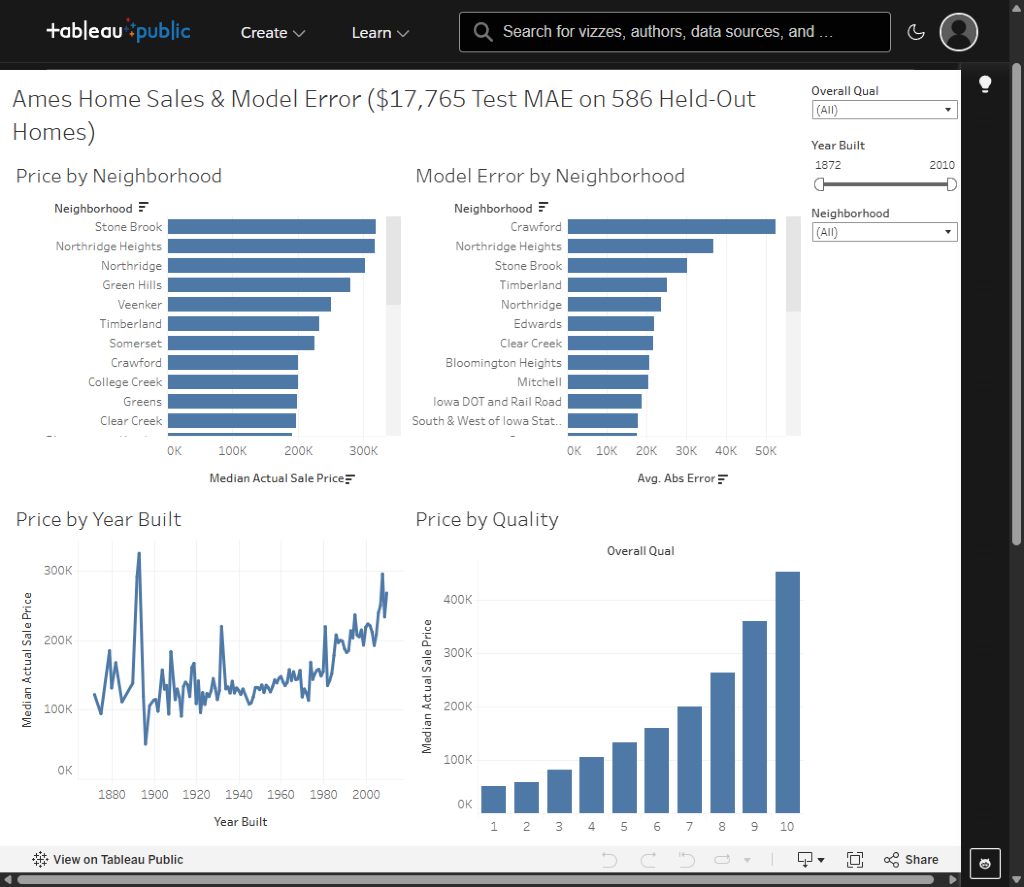 +ableau public
Create
Learn
Search for vizzes, authors, data sources, and ...
Ames Home Sales & Model Error ($17,765 Test MAE on 586 Held-Out
Homes)
Overall Qual
(All)
Year Built
1872 2010
Neighborhood
(All)
Price by Neighborhood
Neighborhood
Stone Brook
Northridge Heights
Northridge
Green Hills
Veenker
Timberland
Somerset
Crawford
College Creek
Greens
Clear Creek
0K 100K 200K 300K
Median Actual Sale Price
Model Error by Neighborhood
Neighborhood
Crawford
Northridge Heights
Stone Brook
Timberland
Northridge
Edwards
Clear Creek
Bloomington Heights
Mitchell
Iowa DOT and Rail Road
South & West of Iowa Stat..
0K 10K 20K 30K 40K 50K
Avg. Abs Error
Price by Year Built
Median Actual Sale Price
300K
200K
100K
0K
1880 1900 1920 1940 1960 1980 2000
Year Built
Price by Quality
Overall Qual
Median Actual Sale Price
400K
300K
200K
100K
0K
1 2 3 4 5 6 7 8 9 10
View on Tableau Public
Share